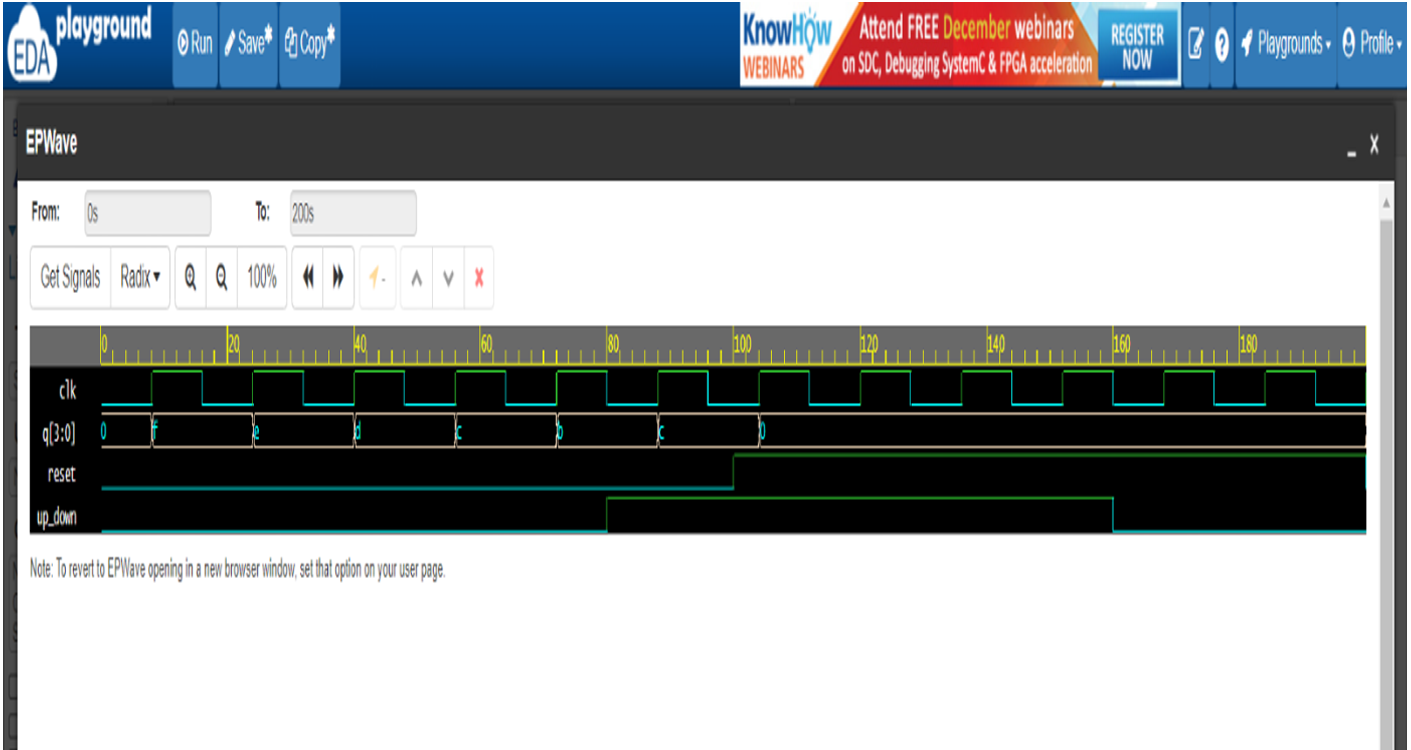 EDA playground
Run Save* Copy*
KnowHow WEBINARS
Attend FREE December webinars
on SDC, Debugging SystemC & FPGA acceleration
REGISTER NOW
Playgrounds Profile
EPWave
From: 0s To: 200s
Get Signals Radix 100%
0 20 40 60 80 100 120 140 160 180
clk
q[3:0] 0 f e d c b c 0
reset
up_down
Note: To revert to EPWave opening in a new browser window, set that option on your user page.